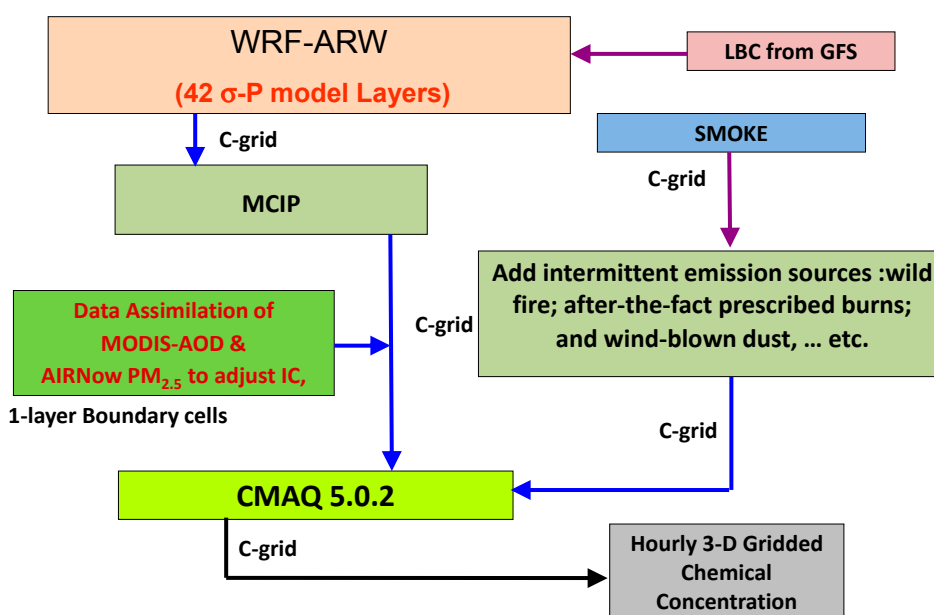 WRF-ARW
(42 σ-P model Layers)
LBC from GFS
C-grid
SMOKE
C-grid
MCIP
Add intermittent emission sources :wild
fire; after-the-fact prescribed burns;
and wind-blown dust, ... etc.
Data Assimilation of
MODIS-AOD &
AIRNow PM2.5 to adjust IC,
C-grid
1-layer Boundary cells
C-grid
CMAQ 5.0.2
C-grid
Hourly 3-D Gridded
Chemical
Concentration